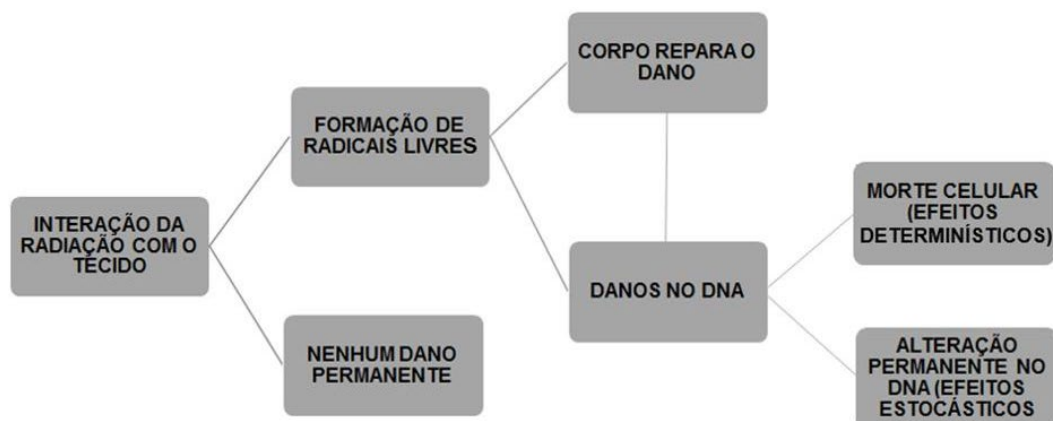 INTERAÇÃO DA
RADIAÇÃO COM O
TECIDO
FORMAÇÃO DE
RADICAIS LIVRES
NENHUM DANO
PERMANENTE
CORPO REPARA O
DANO
DANOS NO DNA
MORTE CELULAR
(EFEITOS
DETERMINÍSTICOS)
ALTERAÇÃO
PERMANENTE NO
DNA (EFEITOS
ESTOCÁSTICOS